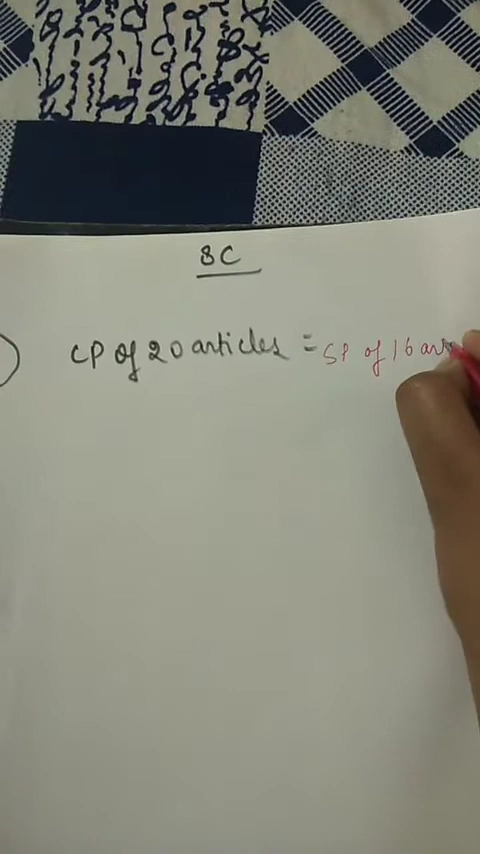 8C
CP of 20 articles = SP of 16